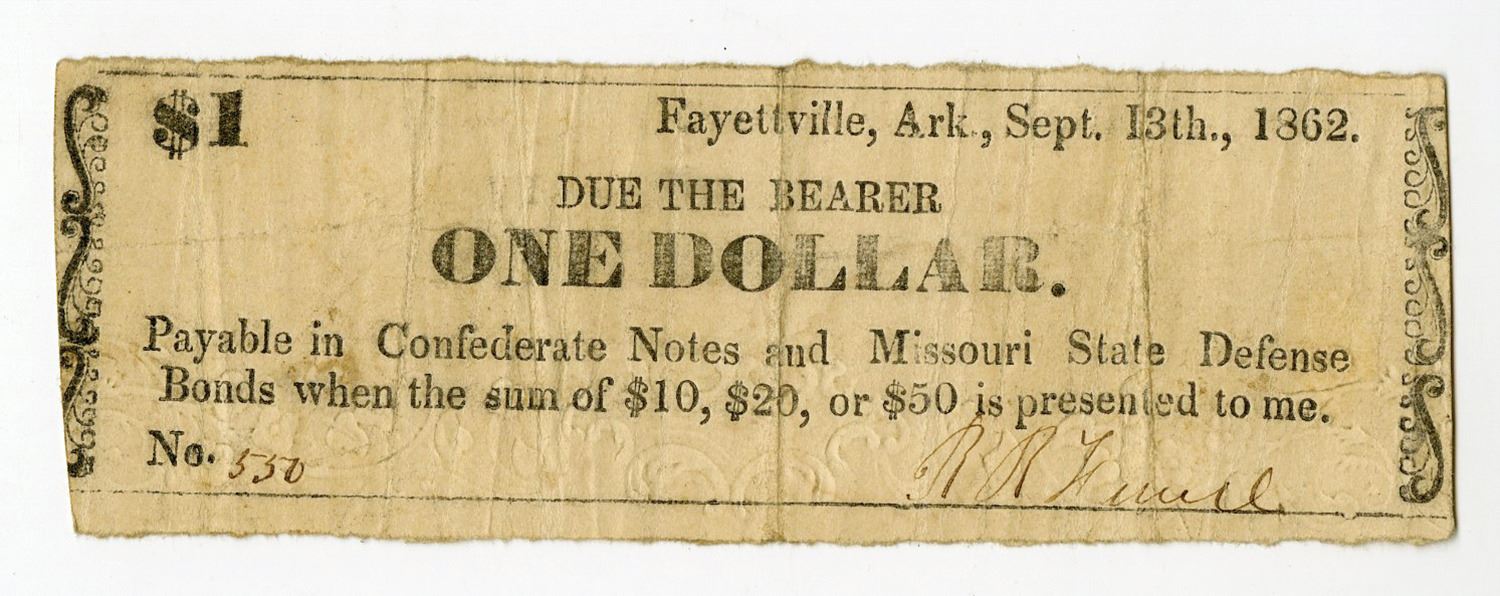 $1
Fayettville, Ark., Sept. 13th., 1862.
DUE THE BEARER
ONE DOLLAR.
Payable in Confederate Notes and Missouri State Defense
Bonds when the sum of $10, $20, or $50 is presented to me.
No. 550
R R